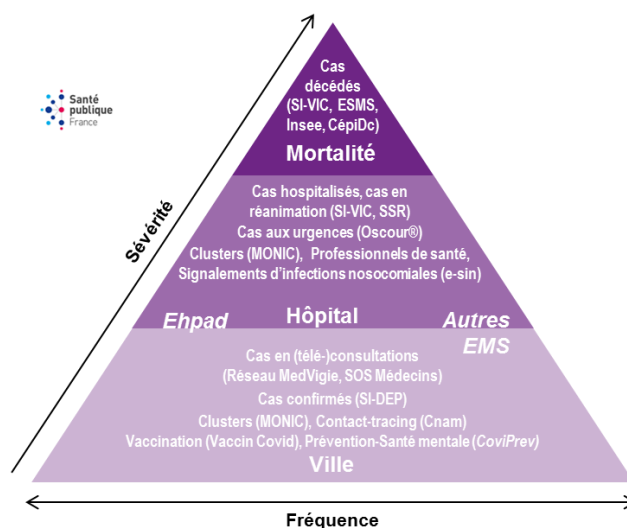 Santé
publique
France
Sévérité
Cas
décédés
(SI-VIC, ESMS,
Insee, CépiDc)
Mortalité
Cas hospitalisés, cas en
réanimation (SI-VIC, SSR)
Cas aux urgences (Oscour®)
Clusters (MONIC), Professionnels de santé,
Signalements d'infections nosocomiales (e-sin)
Ehpad
Hôpital
Autres
EMS
Cas en (télé-)consultations
(Réseau MedVigie, SOS Médecins)
Cas confirmés (SI-DEP)
Clusters (MONIC), Contact-tracing (Cnam)
Vaccination (Vaccin Covid), Prévention-Santé mentale (CoviPrev)
Ville
Fréquence